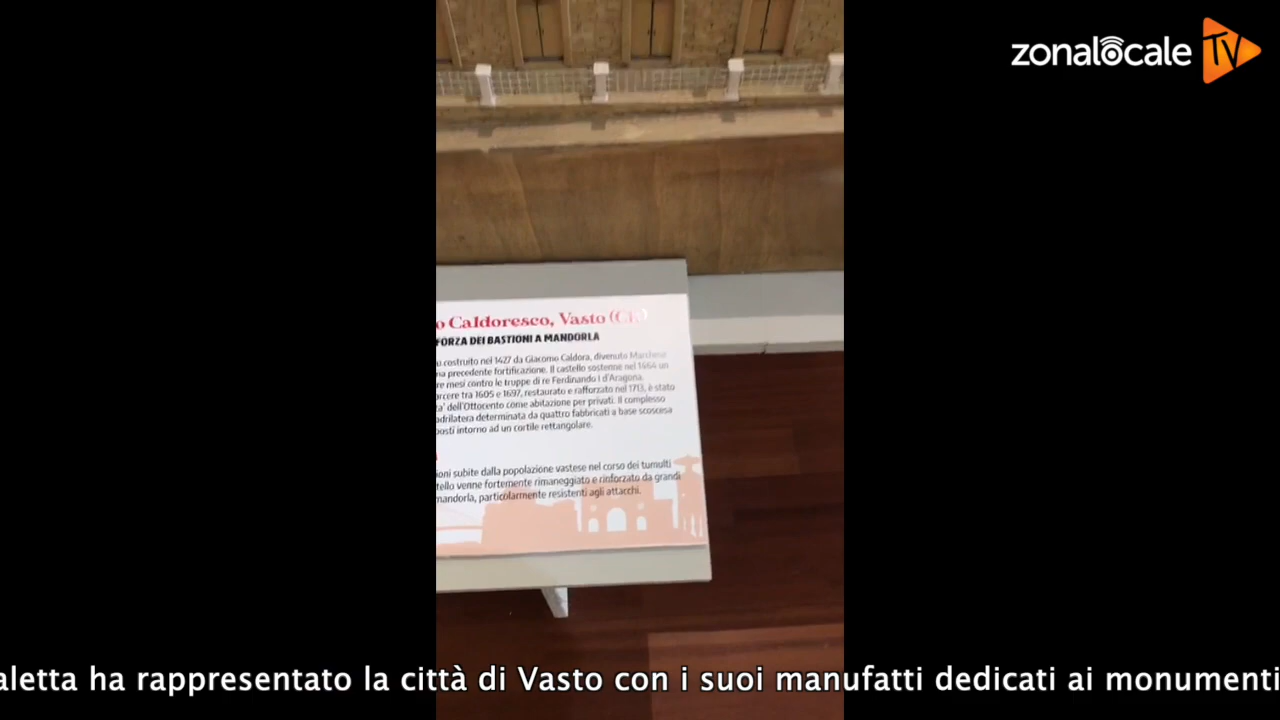 zonalocale TV
o Caldoresco, Vasto (CH)
FORZA DEI BASTIONI A MANDORLA
u costruito nel 1427 da Giacomo Caldora, divenuto Marchese
na precedente fortificazione. Il castello sostenne nel 1464 un
re mesi contro le truppe di re Ferdinando I d'Aragona.
rcere tra 1605 e 1697, restaurato e rafforzato nel 1713, è stato
ta' dell'Ottocento come abitazione per privati. Il complesso
adrilatera determinata da quattro fabbricati a base scoscesa
posti intorno ad un cortile rettangolare.
ioni subite dalla popolazione vastese nel corso dei tumulti
tello venne fortemente rimaneggiato e rinforzato da grandi
mandorla, particolarmente resistenti agli attacchi.
aletta ha rappresentato la città di Vasto con i suoi manufatti dedicati ai monumenti